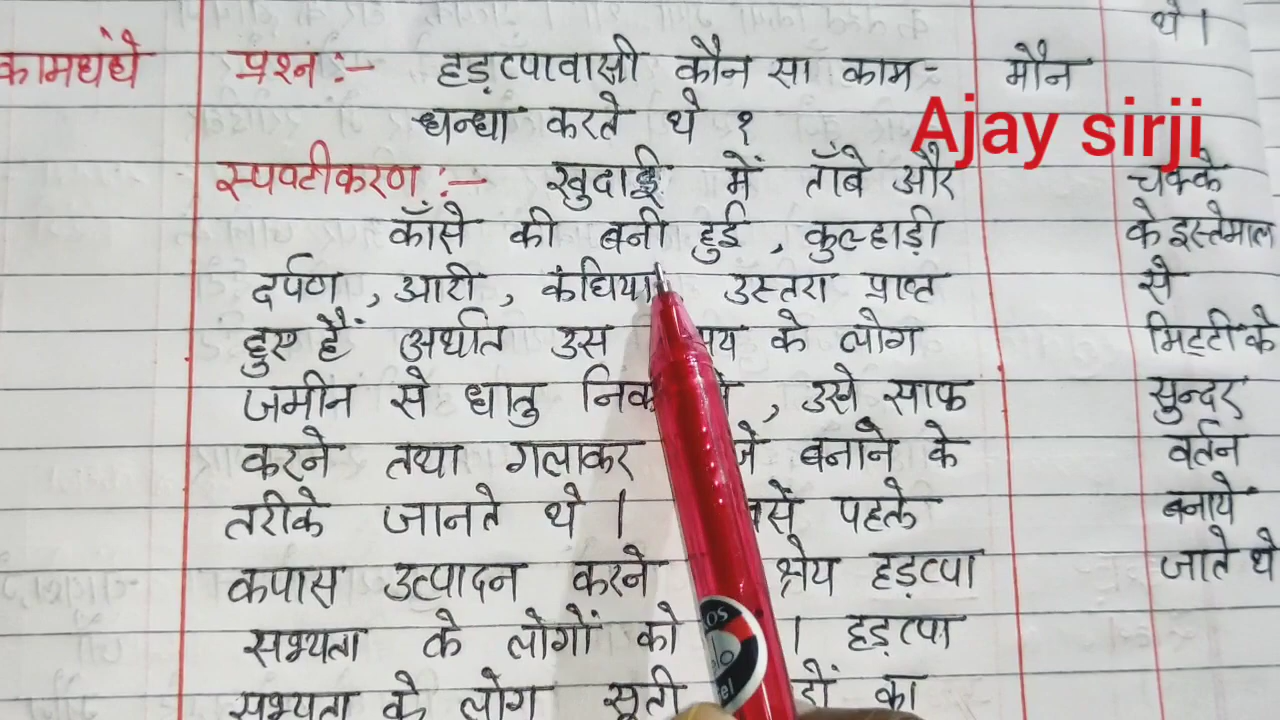 थे।
कामधंधे प्रश्न :- हड़प्पावासी कौन सा काम- मौन
धन्धा करते थे ?
Ajay sirji
स्पष्टीकरण :- खुदाई में ताँबे और चक्के
काँसे की बनी हुई , कुल्हाड़ी के इस्तेमाल
दर्पण , आरी , कंघिया उस्तरा प्राप्त से
हुए हैं अर्थात उस के लोग मिट्टी के
जमीन से धातु , उसे साफ सुन्दर
करने तथा गलाकर बनाने के वर्तन
तरीके जानते थे । पहले बनाये
कपास उत्पादन करने श्रेय हड़प्पा जाते थे
सभ्यता के लोगों को । हड़प्पा
सभ्यता के लोग सूती का